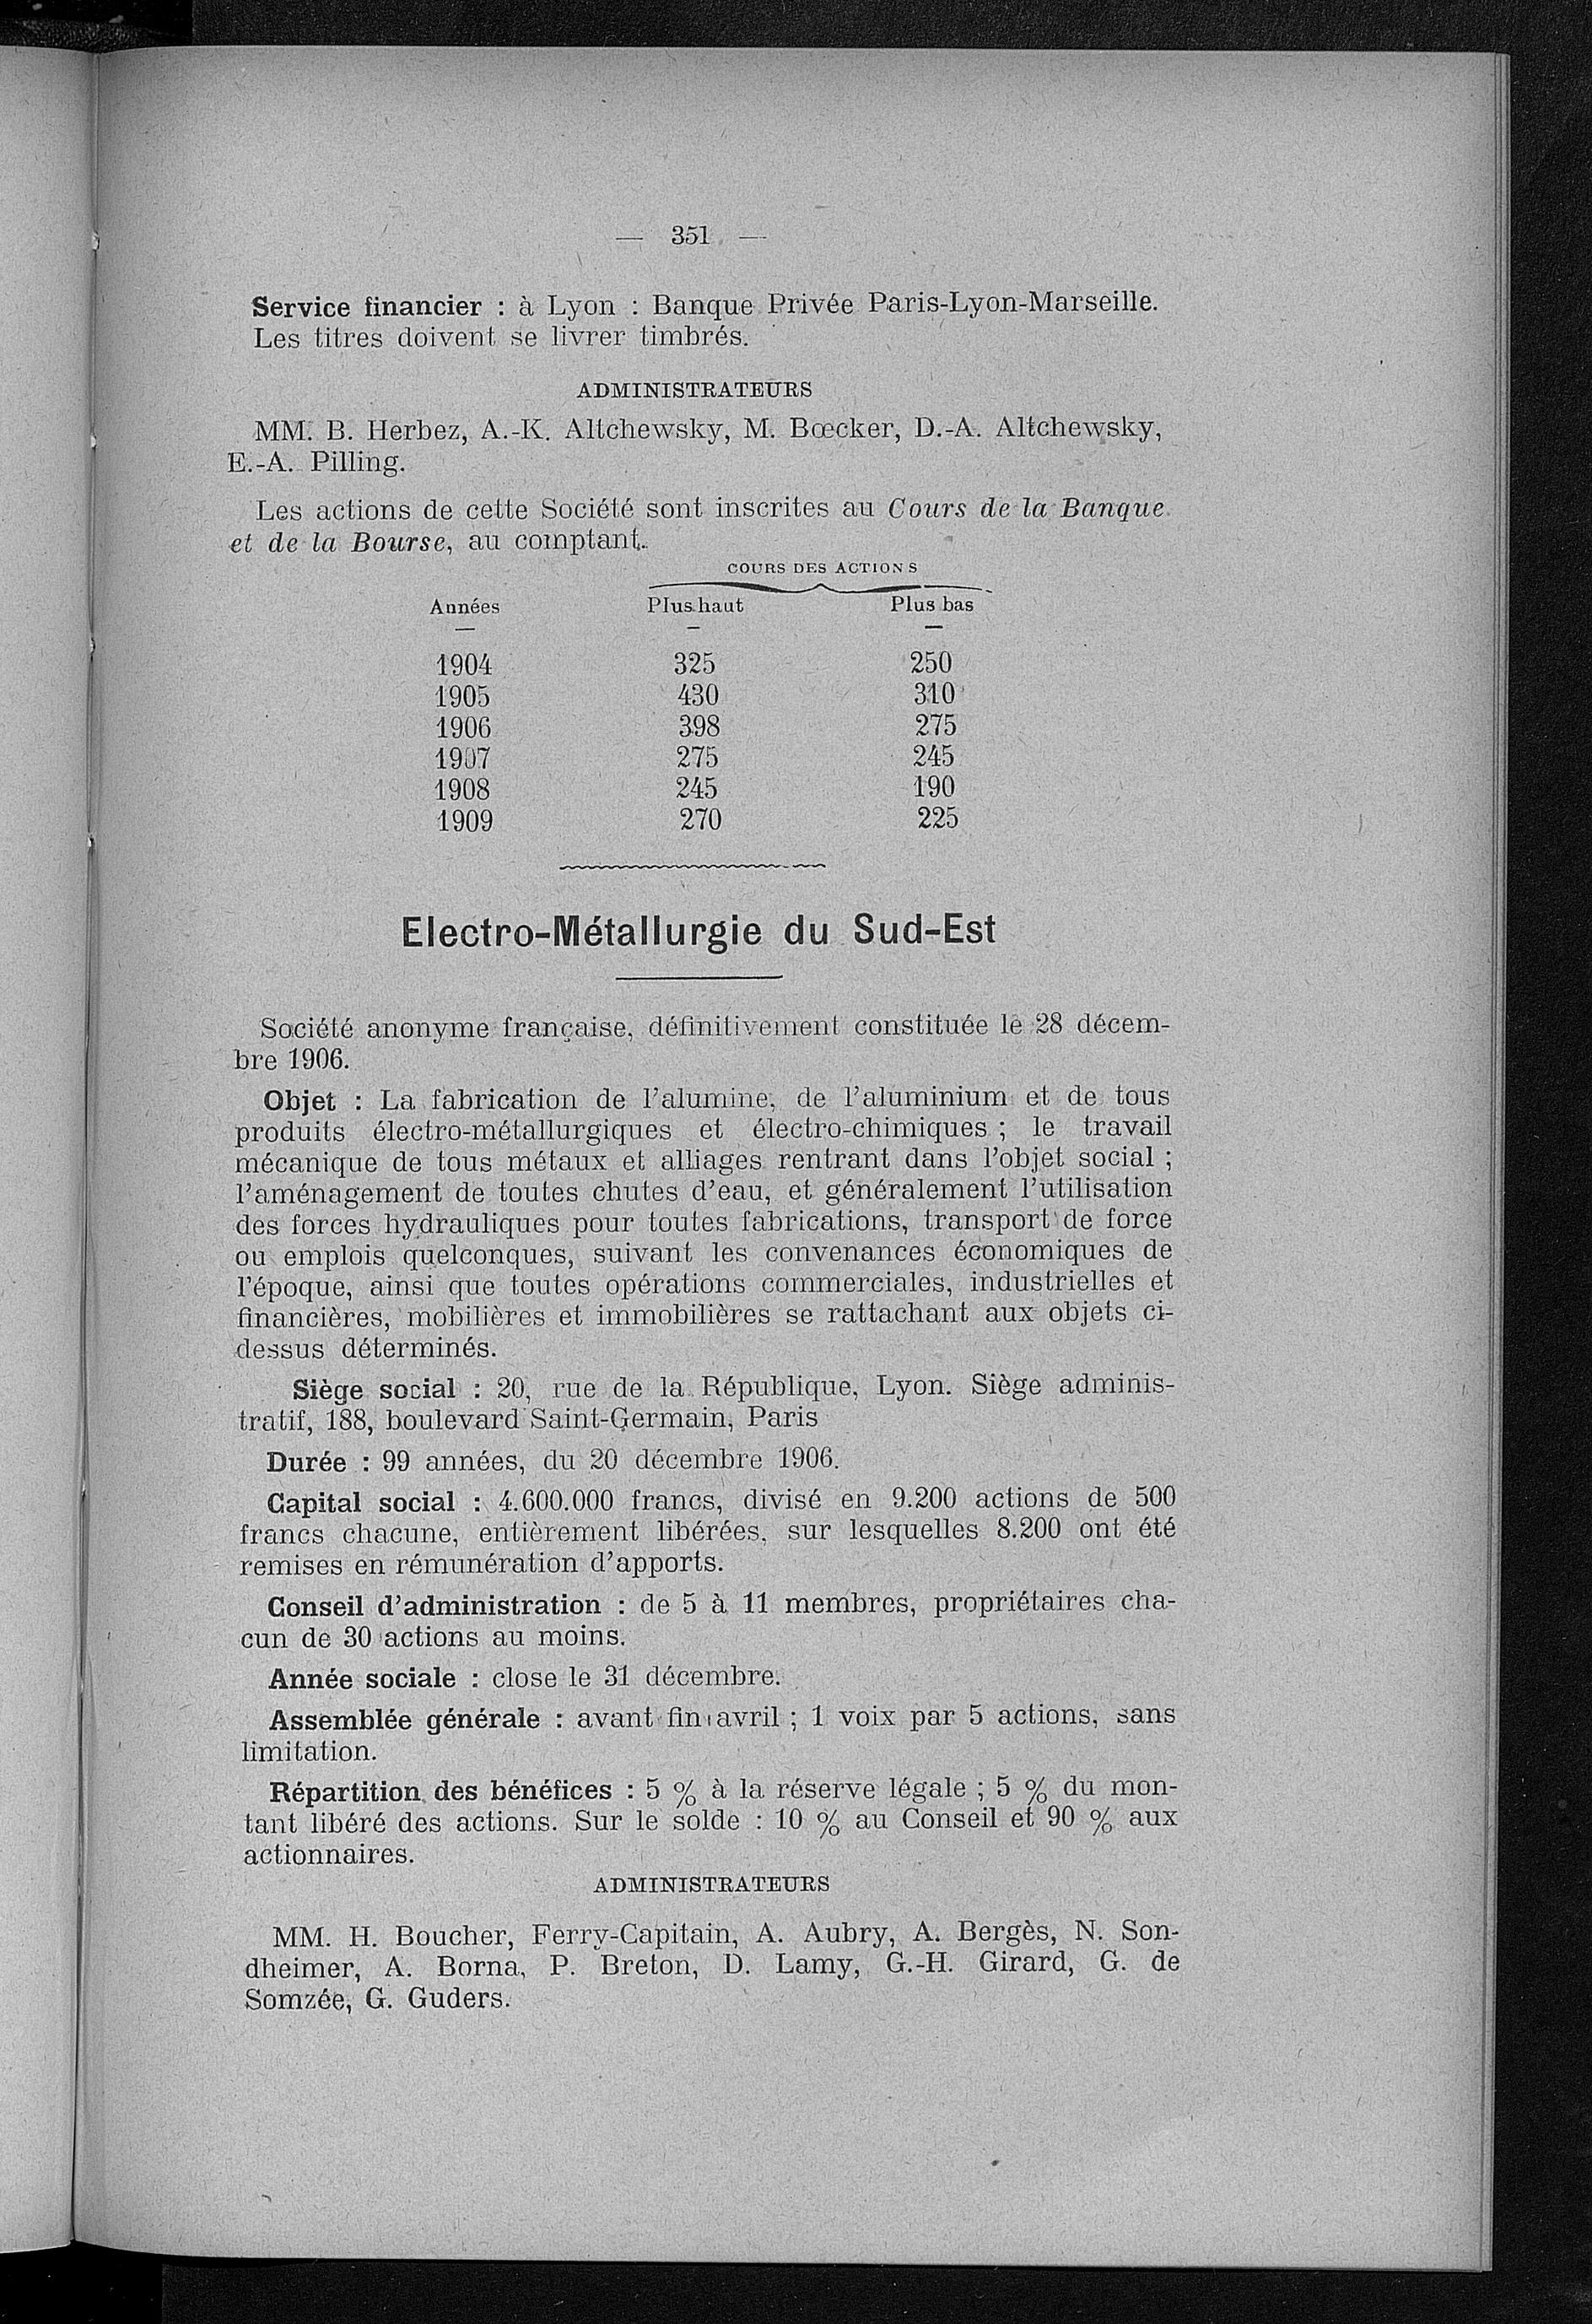 — 351 —
Service financier : à Lyon : Banque Privée Paris-Lyon-Marseille.
Les titres doivent se livrer timbrés.
ADMINISTRATEURS
MM. B. Herbez, A.-K. Altchewsky, M. Bœcker, D.-A. Altchewsky,
E.-A. Pilling.
Les actions de cette Société sont inscrites au Cours de la Banque
et de la Bourse, au comptant.
COURS DES ACTIONS
Années Plus haut Plus bas
1904 325 250
1905 430 310
1906 398 275
1907 275 245
1908 245 190
1909 270 225
Electro-Métallurgie du Sud-Est
Société anonyme française, définitivement constituée le 28 décem-
bre 1906.
Objet : La fabrication de l'alumine, de l'aluminium et de tous
produits électro-métallurgiques et électro-chimiques ; le travail
mécanique de tous métaux et alliages rentrant dans l'objet social ;
l'aménagement de toutes chutes d'eau, et généralement l'utilisation
des forces hydrauliques pour toutes fabrications, transport de force
ou emplois quelconques, suivant les convenances économiques de
l'époque, ainsi que toutes opérations commerciales, industrielles et
financières, mobilières et immobilières se rattachant aux objets ci-
dessus déterminés.
Siège social : 20, rue de la République, Lyon. Siège adminis-
tratif, 188, boulevard Saint-Germain, Paris
Durée : 99 années, du 20 décembre 1906.
Capital social : 4.600.000 francs, divisé en 9.200 actions de 500
francs chacune, entièrement libérées, sur lesquelles 8.200 ont été
remises en rémunération d'apports.
Conseil d'administration : de 5 à 11 membres, propriétaires cha-
cun de 30 actions au moins.
Année sociale : close le 31 décembre.
Assemblée générale : avant fin avril ; 1 voix par 5 actions, sans
limitation.
Répartition des bénéfices : 5 % à la réserve légale ; 5 % du mon-
tant libéré des actions. Sur le solde : 10 % au Conseil et 90 % aux
actionnaires.
ADMINISTRATEURS
MM. H. Boucher, Ferry-Capitain, A. Aubry, A. Bergès, N. Son-
dheimer, A. Borna, P. Breton, D. Lamy, G.-H. Girard, G. de
Somzée, G. Guders.